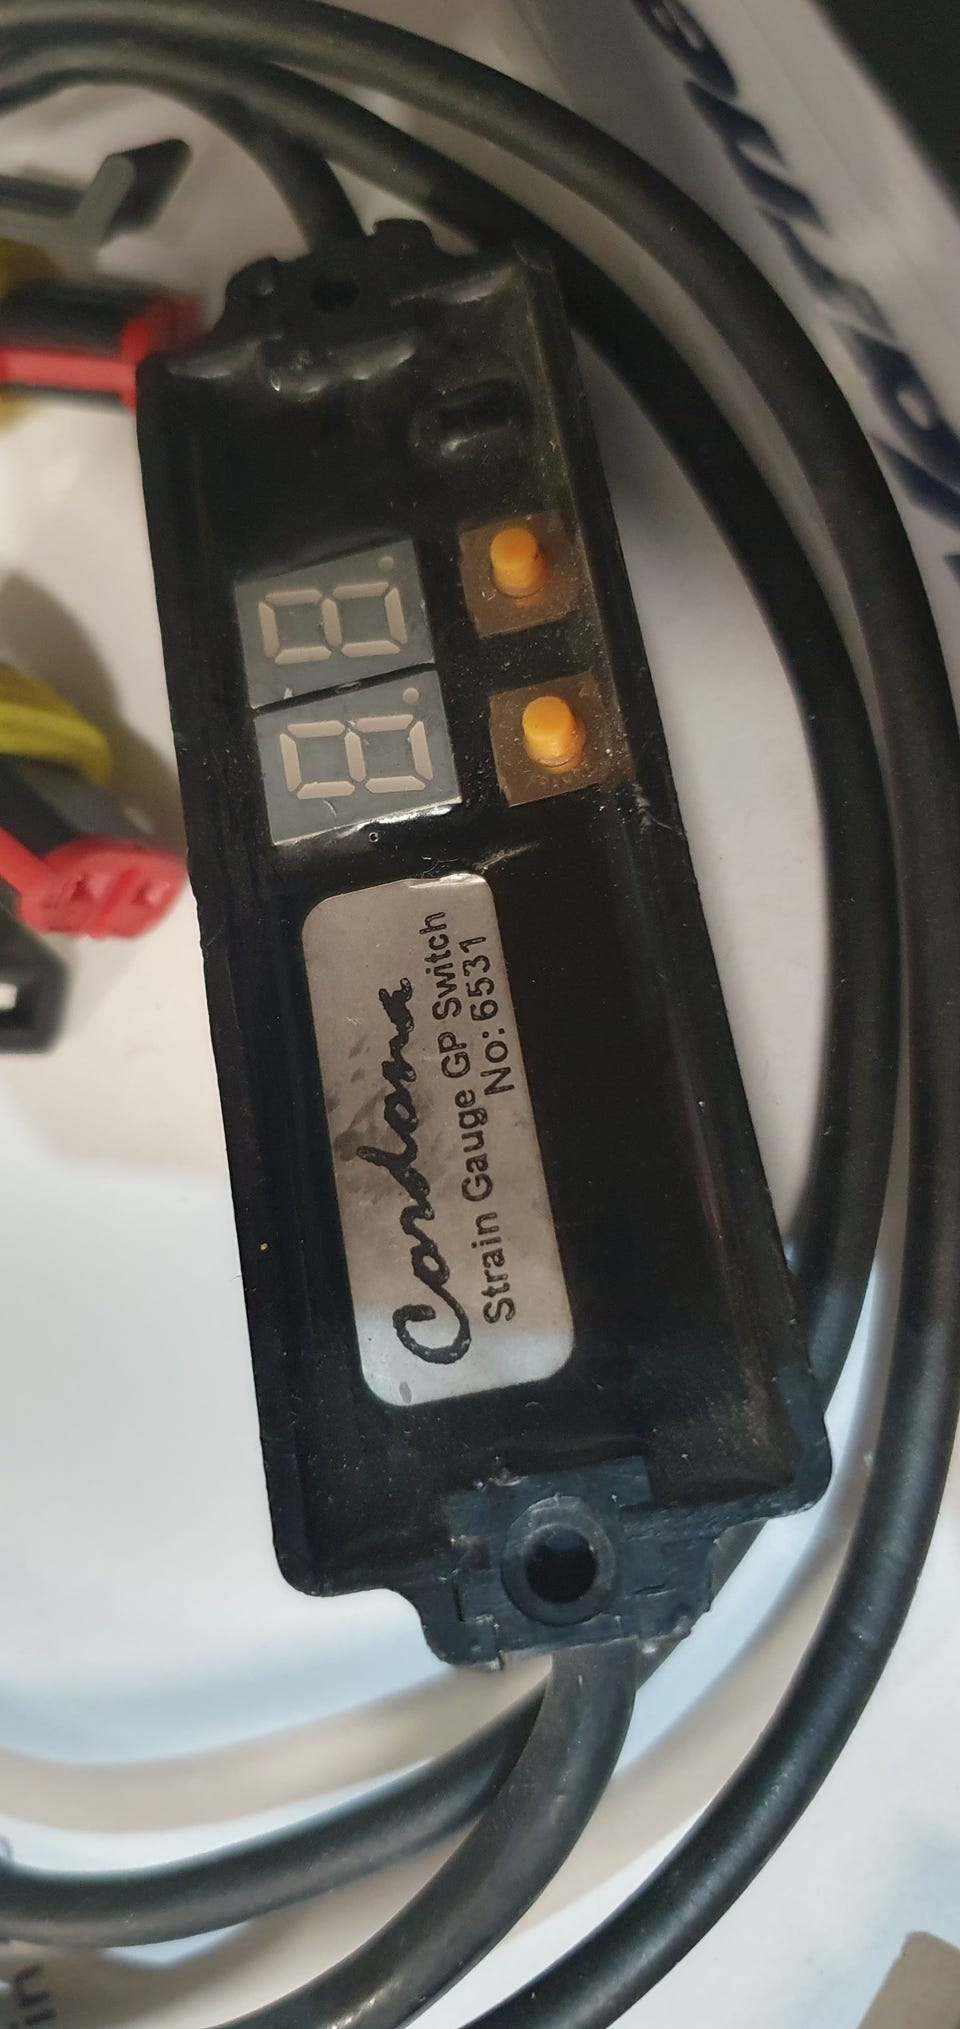 Cordona
Strain Gauge GP Switch
No: 6531